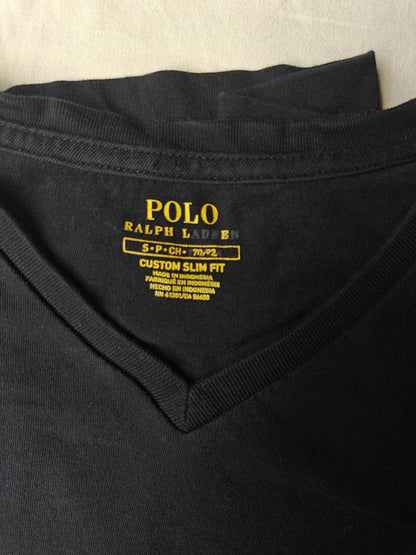 POLO
RALPH LAUREN
S•P•CH•
CUSTOM SLIM FIT
MADE IN INDONESIA
FABRIQUÉ EN INDONÉSIE
HECHO EN INDONESIA
RN 41381/CA 56408